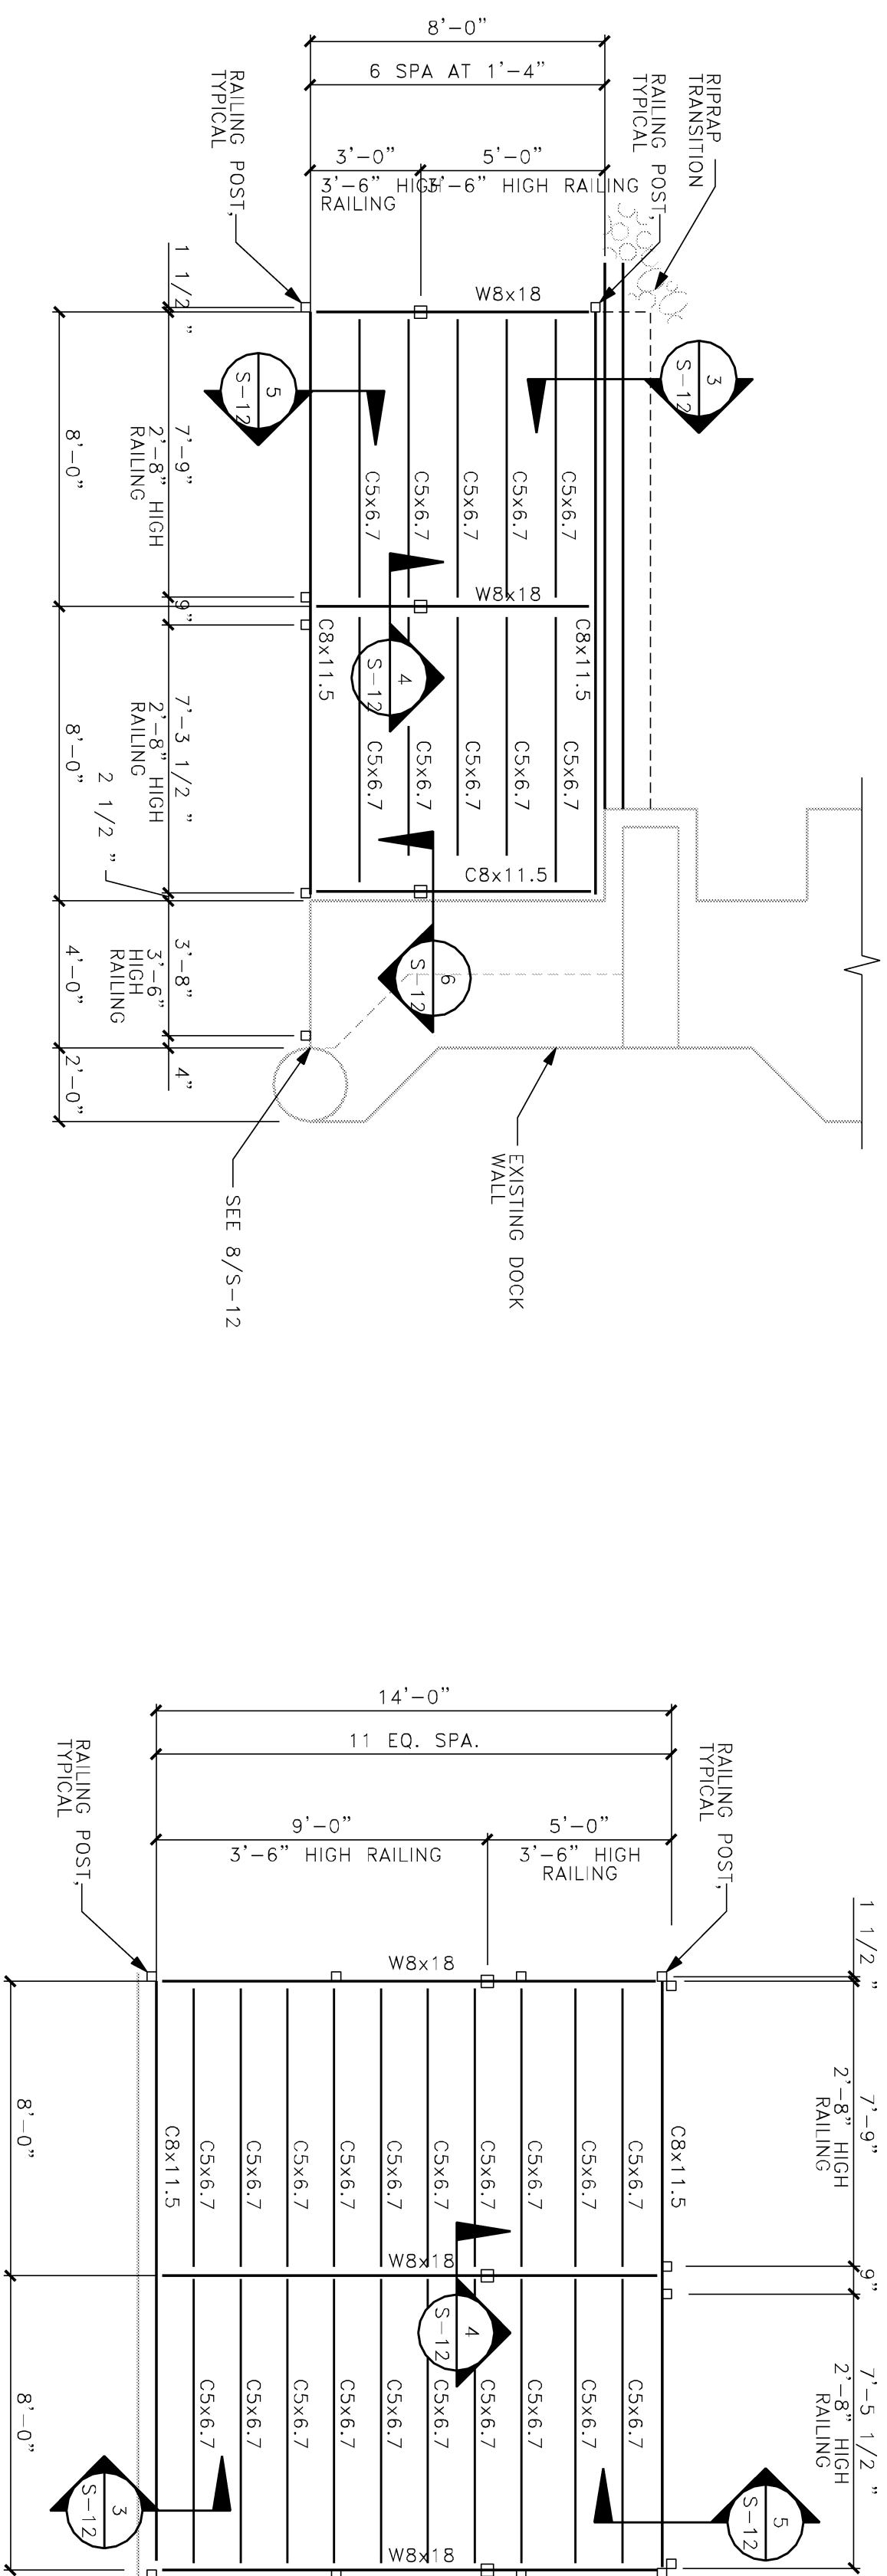 8'-0"
6 SPA AT 1'-4"
3'-0"
5'-0"
3'-6" HIGH
RAILING
3'-6" HIGH RAILING
RAILING POST,
TYPICAL
RIPRAP
TRANSITION
RAILING POST,
TYPICAL
W8x18
3
S-12
5
S-12
1 1/2 "
7'-9"
2'-8" HIGH
RAILING
8'-0"
C5x6.7
C5x6.7
C5x6.7
C5x6.7
C5x6.7
W8x18
9"
C8x11.5
C8x11.5
4
S-12
7'-3 1/2 "
2'-8" HIGH
RAILING
8'-0"
2 1/2 "
C5x6.7
C5x6.7
C5x6.7
C5x6.7
C5x6.7
C8x11.5
6
S-12
3'-8"
3'-6"
HIGH
RAILING
4'-0"
4"
2'-0"
EXISTING DOCK
WALL
SEE 8/S-12
14'-0"
11 EQ. SPA.
9'-0"
3'-6" HIGH RAILING
5'-0"
3'-6" HIGH
RAILING
RAILING POST,
TYPICAL
RAILING POST,
TYPICAL
1 1/2 "
W8x18
7'-9"
2'-8" HIGH
RAILING
8'-0"
C8x11.5
C5x6.7
C5x6.7
C5x6.7
C5x6.7
C5x6.7
C5x6.7
C5x6.7
C5x6.7
C5x6.7
C5x6.7
C8x11.5
W8x18
9"
4
S-12
7'-5 1/2 "
2'-8" HIGH
RAILING
8'-0"
C5x6.7
C5x6.7
C5x6.7
C5x6.7
C5x6.7
C5x6.7
C5x6.7
C5x6.7
C5x6.7
C5x6.7
3
S-12
5
S-12
W8x18